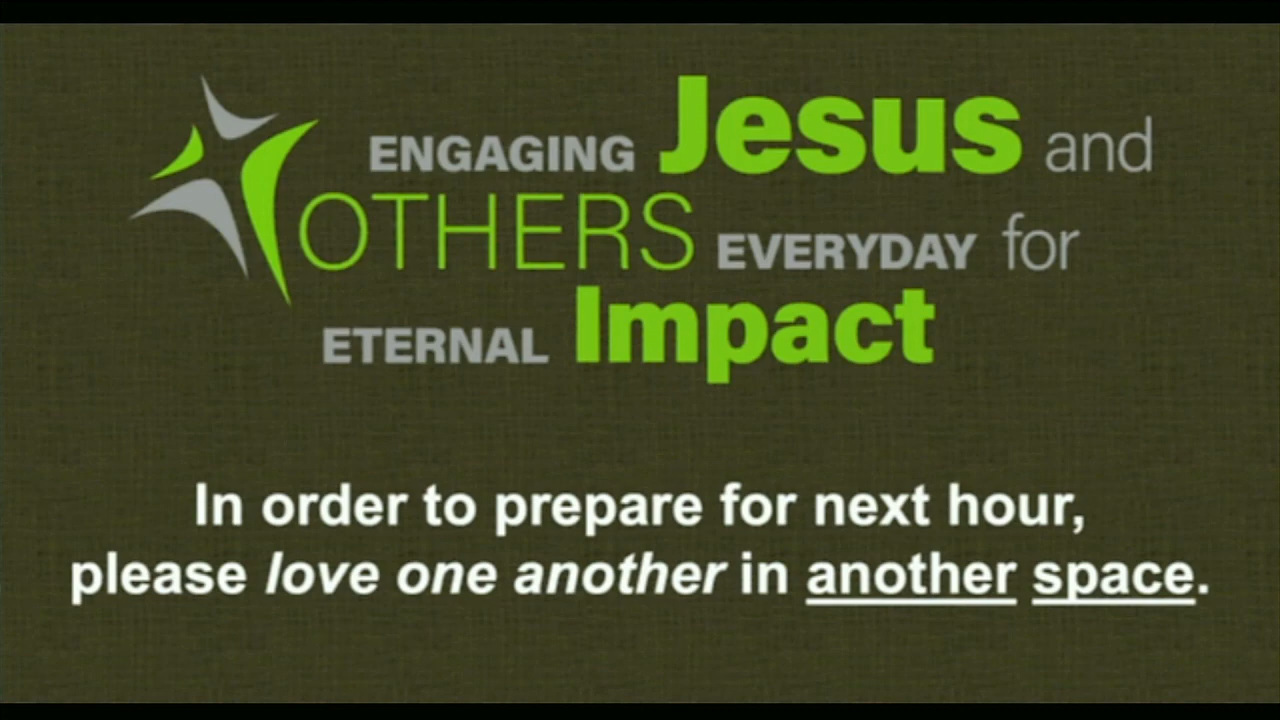 ENGAGING Jesus and
OTHERS EVERYDAY for
ETERNAL Impact
In order to prepare for next hour,
please love one another in another space.